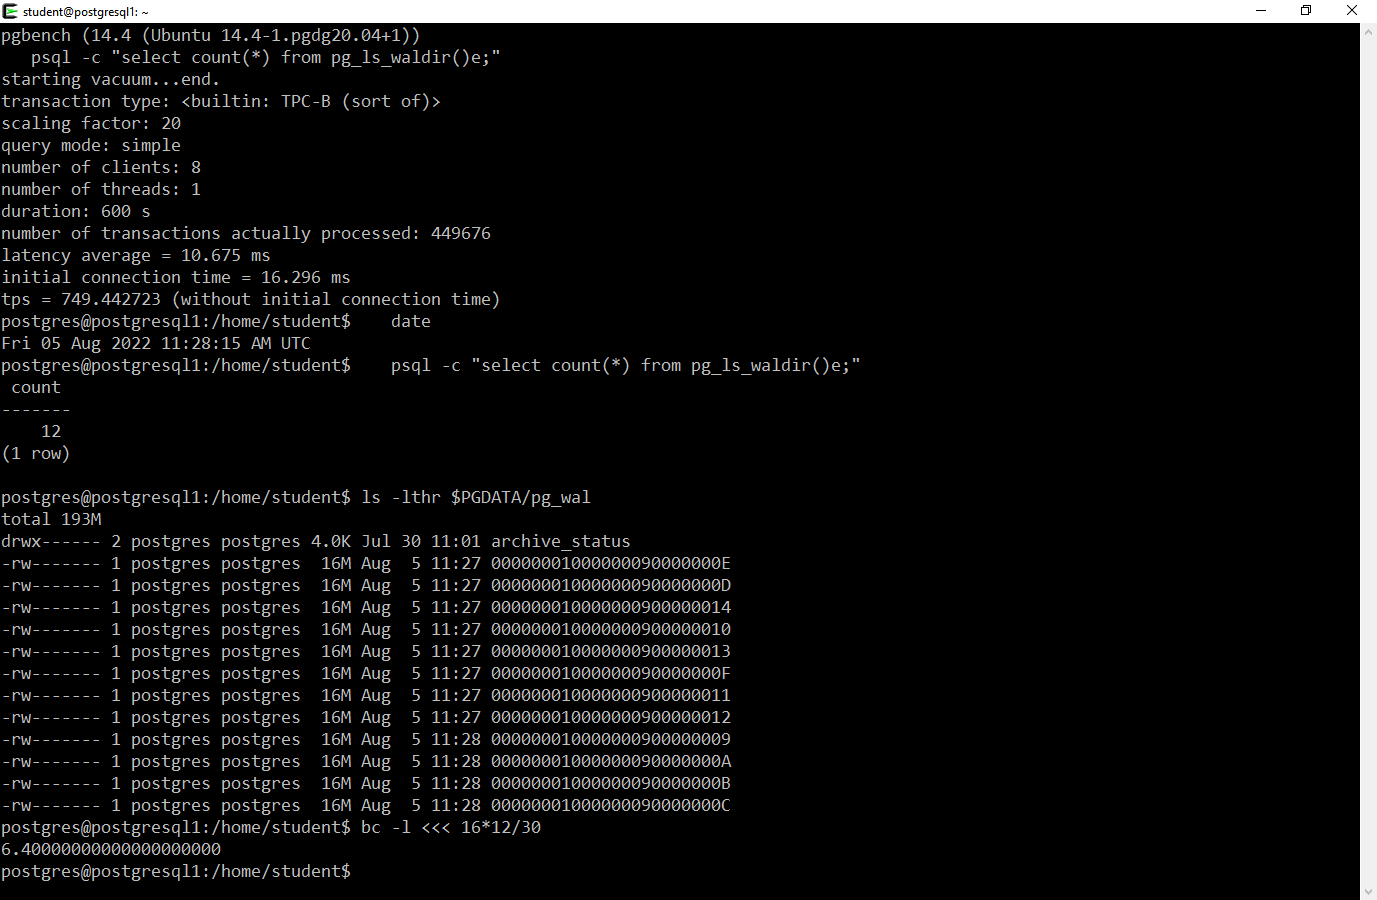 student@postgresql1: ~
pgbench (14.4 (Ubuntu 14.4-1.pgdg20.04+1))
   psql -c "select count(*) from pg_ls_waldir()e;"
starting vacuum...end.
transaction type: <builtin: TPC-B (sort of)>
scaling factor: 20
query mode: simple
number of clients: 8
number of threads: 1
duration: 600 s
number of transactions actually processed: 449676
latency average = 10.675 ms
initial connection time = 16.296 ms
tps = 749.442723 (without initial connection time)
postgres@postgresql1:/home/student$    date
Fri 05 Aug 2022 11:28:15 AM UTC
postgres@postgresql1:/home/student$    psql -c "select count(*) from pg_ls_waldir()e;"
 count
-------
    12
(1 row)

postgres@postgresql1:/home/student$ ls -lthr $PGDATA/pg_wal
total 193M
drwx------ 2 postgres postgres 4.0K Jul 30 11:01 archive_status
-rw------- 1 postgres postgres  16M Aug  5 11:27 00000001000000090000000E
-rw------- 1 postgres postgres  16M Aug  5 11:27 00000001000000090000000D
-rw------- 1 postgres postgres  16M Aug  5 11:27 000000010000000900000014
-rw------- 1 postgres postgres  16M Aug  5 11:27 000000010000000900000010
-rw------- 1 postgres postgres  16M Aug  5 11:27 000000010000000900000013
-rw------- 1 postgres postgres  16M Aug  5 11:27 00000001000000090000000F
-rw------- 1 postgres postgres  16M Aug  5 11:27 000000010000000900000011
-rw------- 1 postgres postgres  16M Aug  5 11:27 000000010000000900000012
-rw------- 1 postgres postgres  16M Aug  5 11:28 000000010000000900000009
-rw------- 1 postgres postgres  16M Aug  5 11:28 00000001000000090000000A
-rw------- 1 postgres postgres  16M Aug  5 11:28 00000001000000090000000B
-rw------- 1 postgres postgres  16M Aug  5 11:28 00000001000000090000000C
postgres@postgresql1:/home/student$ bc -l <<< 16*12/30
6.40000000000000000000
postgres@postgresql1:/home/student$